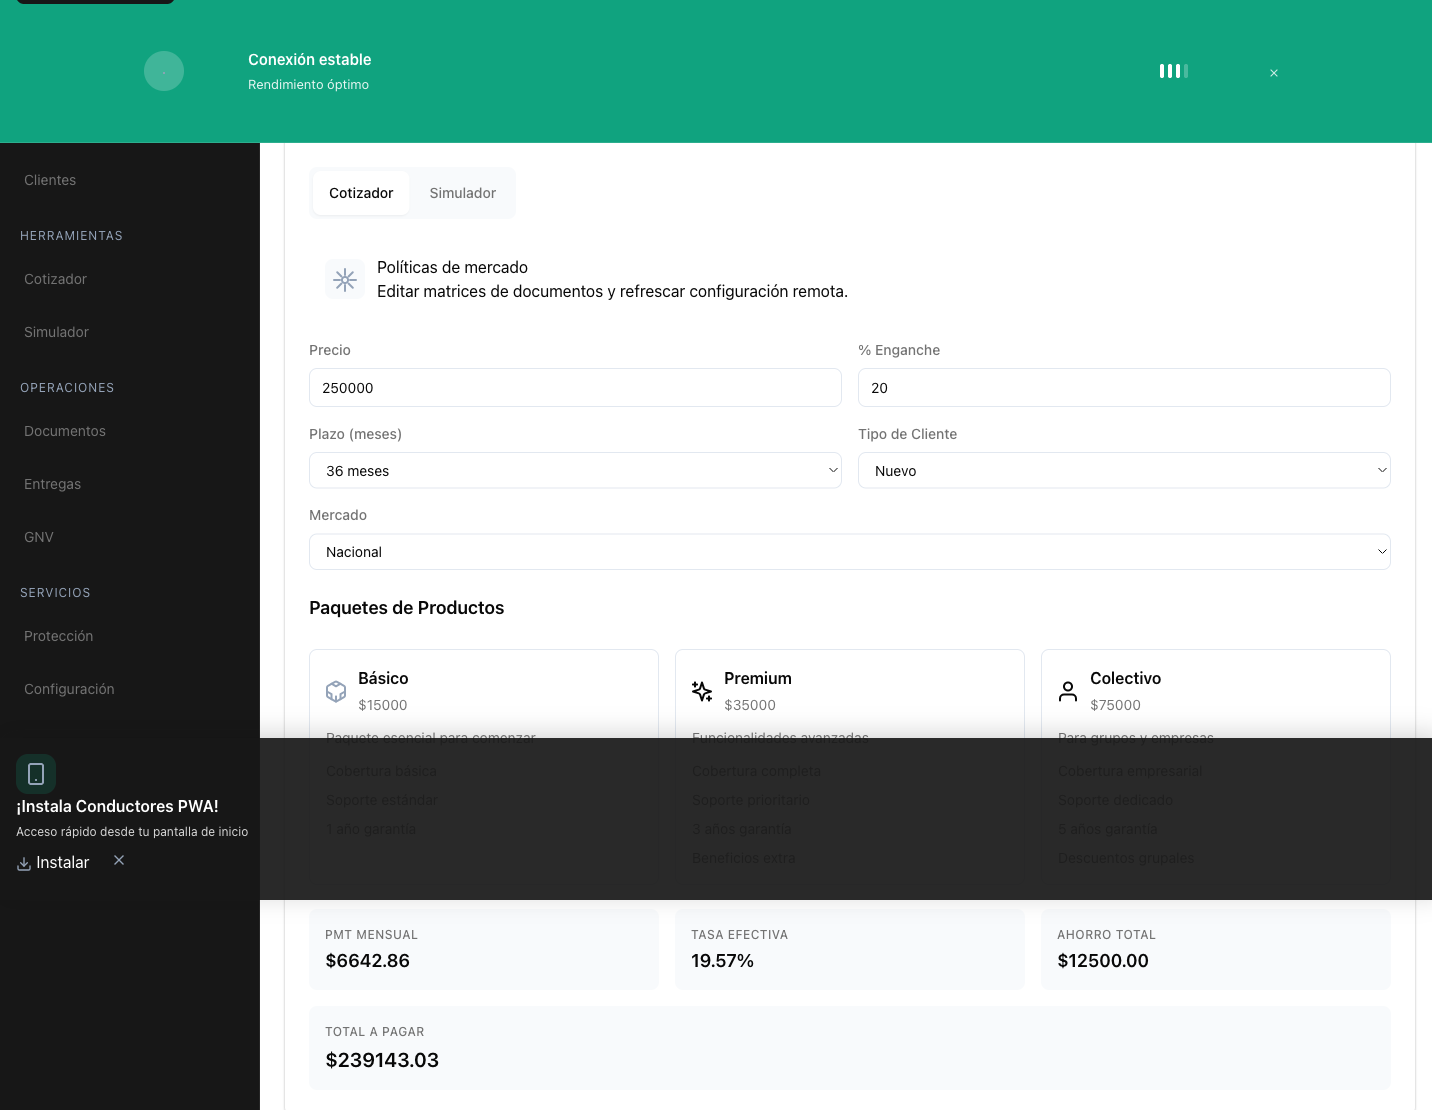 Conexión estable
Rendimiento óptimo
Clientes
HERRAMIENTAS
Cotizador
Simulador
OPERACIONES
Documentos
Entregas
GNV
SERVICIOS
Protección
Configuración
¡Instala Conductores PWA!
Acceso rápido desde tu pantalla de inicio
Instalar
Cotizador
Simulador
Políticas de mercado
Editar matrices de documentos y refrescar configuración remota.
Precio
250000
% Enganche
20
Plazo (meses)
36 meses
Tipo de Cliente
Nuevo
Mercado
Nacional
Paquetes de Productos
Básico
$15000
Paquete esencial para comenzar
Cobertura básica
Soporte estándar
1 año garantía
Premium
$35000
Funcionalidades avanzadas
Cobertura completa
Soporte prioritario
3 años garantía
Beneficios extra
Colectivo
$75000
Para grupos y empresas
Cobertura empresarial
Soporte dedicado
5 años garantía
Descuentos grupales
PMT MENSUAL
$6642.86
TASA EFECTIVA
19.57%
AHORRO TOTAL
$12500.00
TOTAL A PAGAR
$239143.03